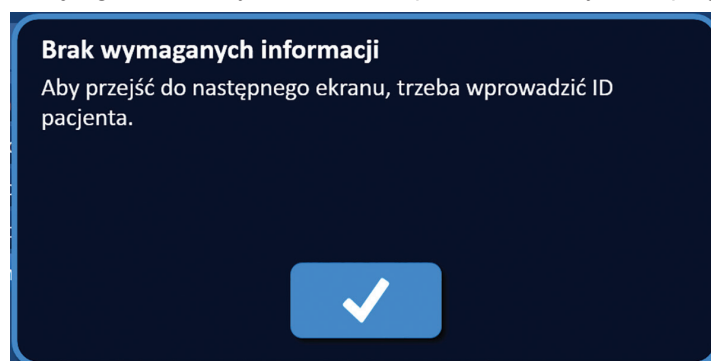 Brak wymaganych informacji
Aby przejść do następnego ekranu, trzeba wprowadzić ID
pacjenta.